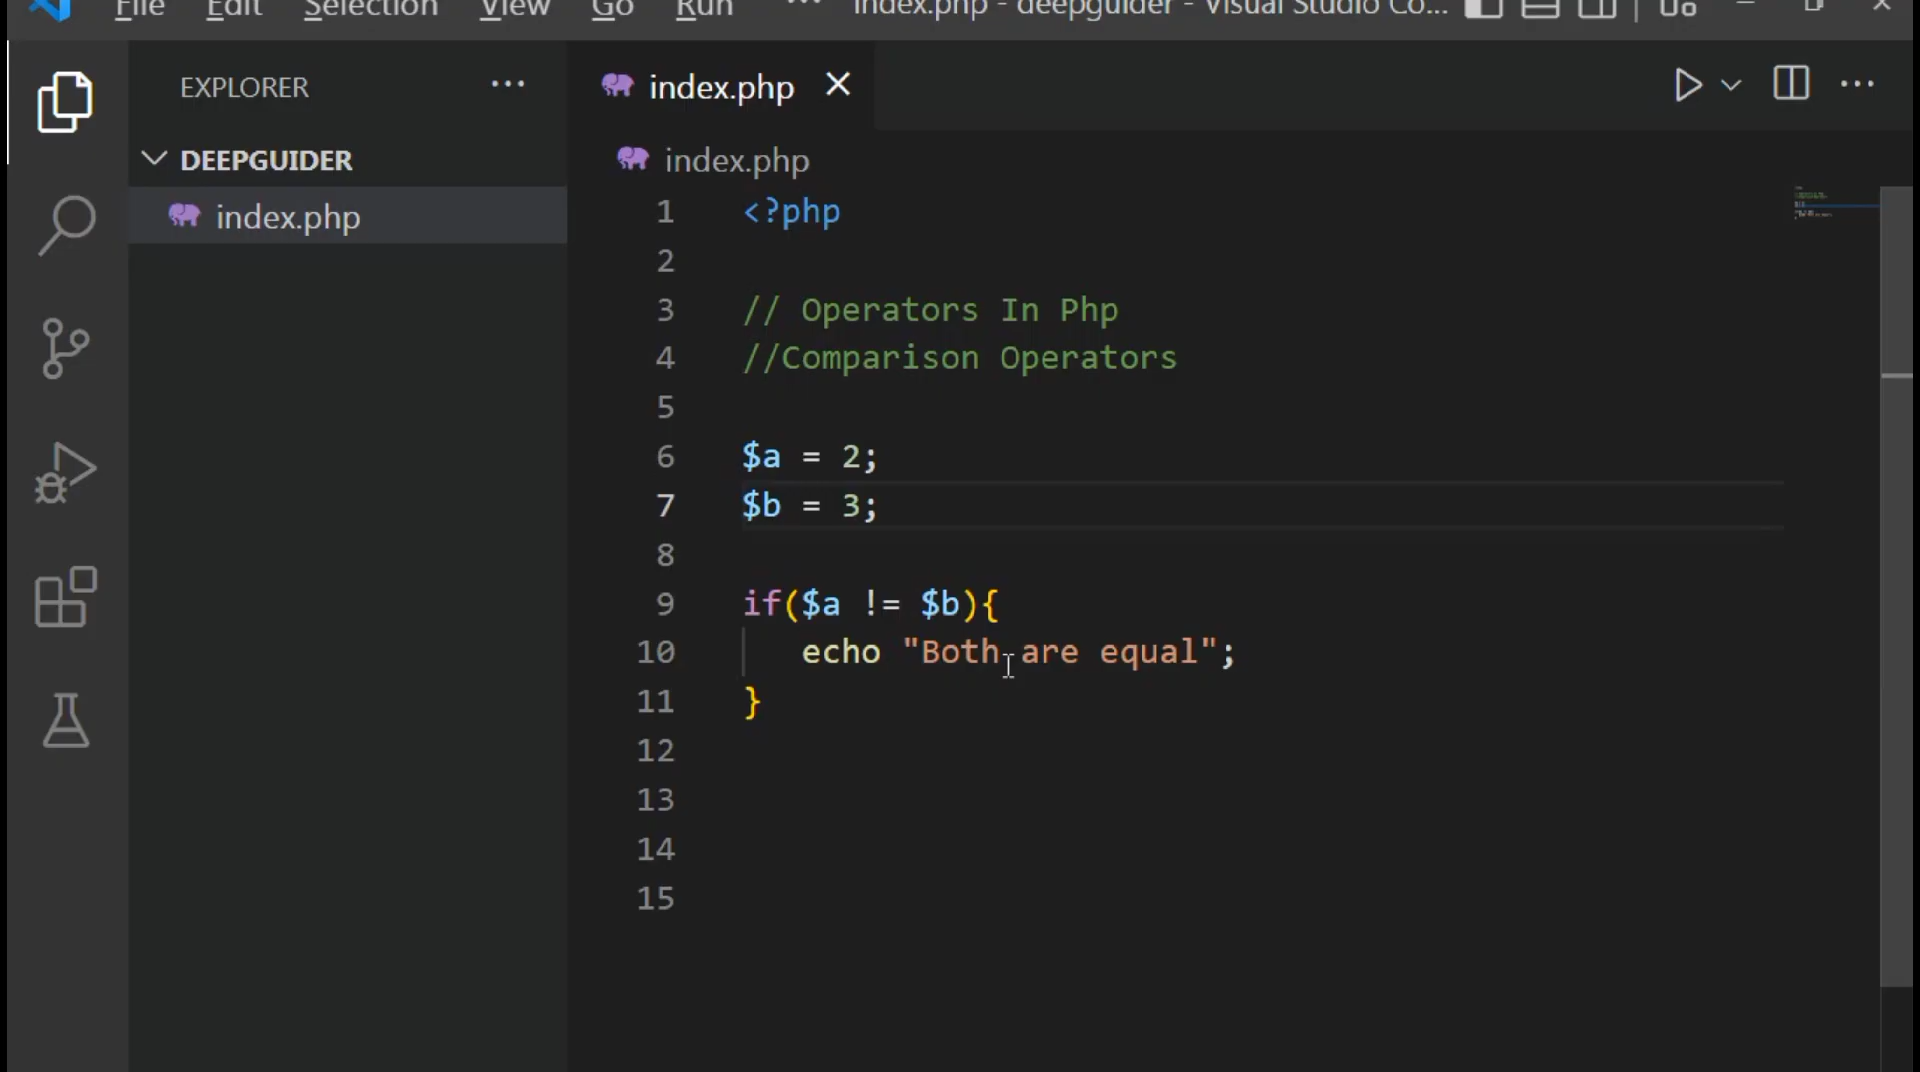 File Edit Selection View Go Run ··· index.php - deepguider - Visual Studio Co...
EXPLORER ···
DEEPGUIDER
index.php
index.php
index.php
1 <?php
2
3 // Operators In Php
4 //Comparison Operators
5
6 $a = 2;
7 $b = 3;
8
9 if($a != $b){
10 echo "Both are equal";
11 }
12
13
14
15